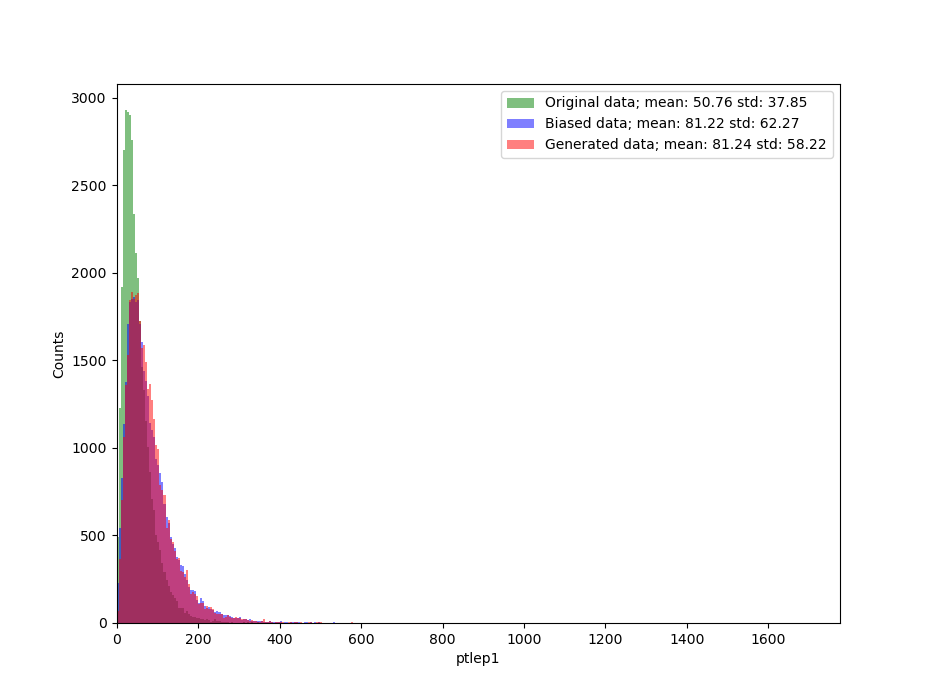 Original data; mean: 50.76 std: 37.85
Biased data; mean: 81.22 std: 62.27
Generated data; mean: 81.24 std: 58.22
3000
2500
2000
1500
1000
500
0
Counts
0 200 400 600 800 1000 1200 1400 1600
ptlep1